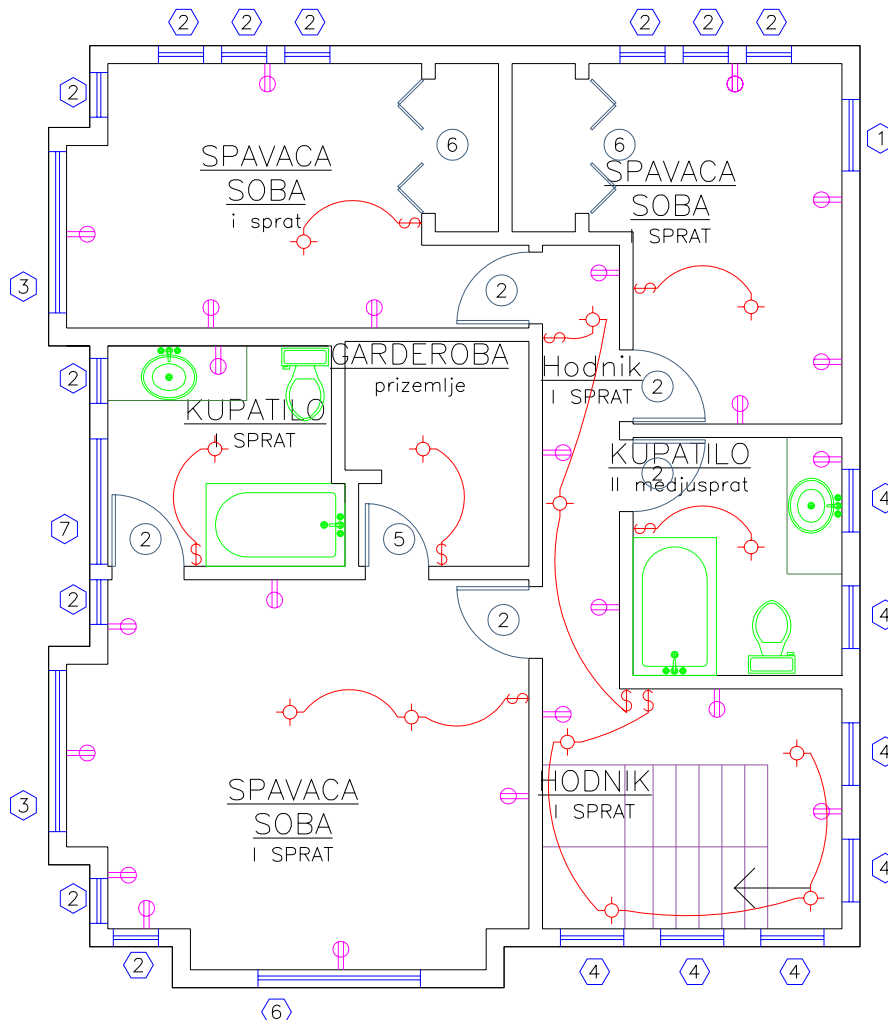 2 2 2 2 2 2
2
1
6 6
SPAVACA
SOBA
i sprat
SPAVACA
SOBA
I SPRAT
3
2
GARDEROBA
prizemlje
Hodnik
I SPRAT
2
2
KUPATILO
I SPRAT
KUPATILO
II medjusprat
2
4
7
2
5
2
2
4
4
SPAVACA
SOBA
I SPRAT
HODNIK
I SPRAT
3
4
4
2
2
4 4 4
6